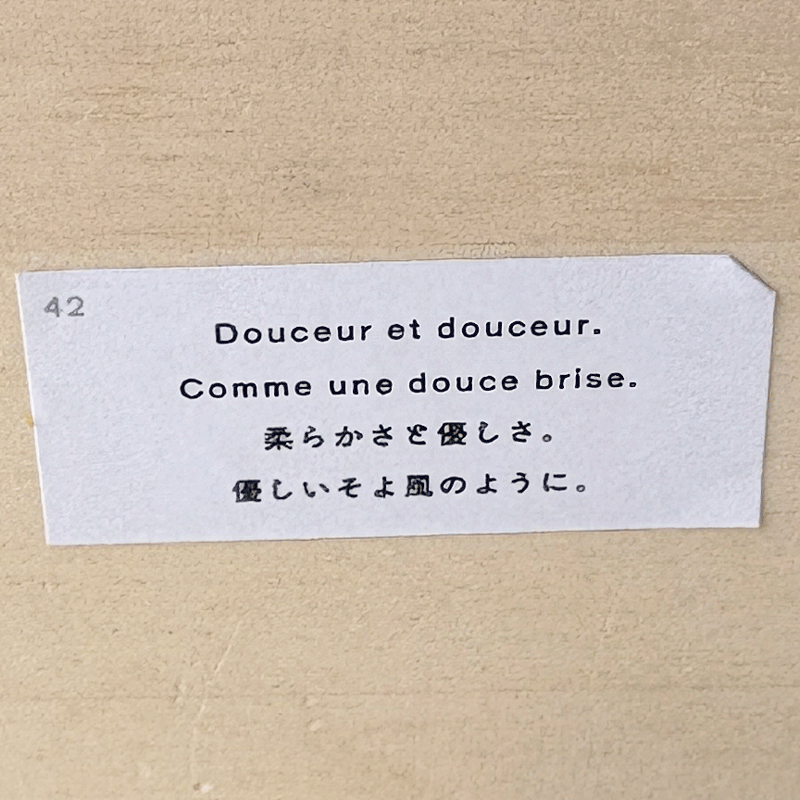 42
Douceur et douceur.
Comme une douce brise.
柔らかさと優しさ。
優しいそよ風のように。